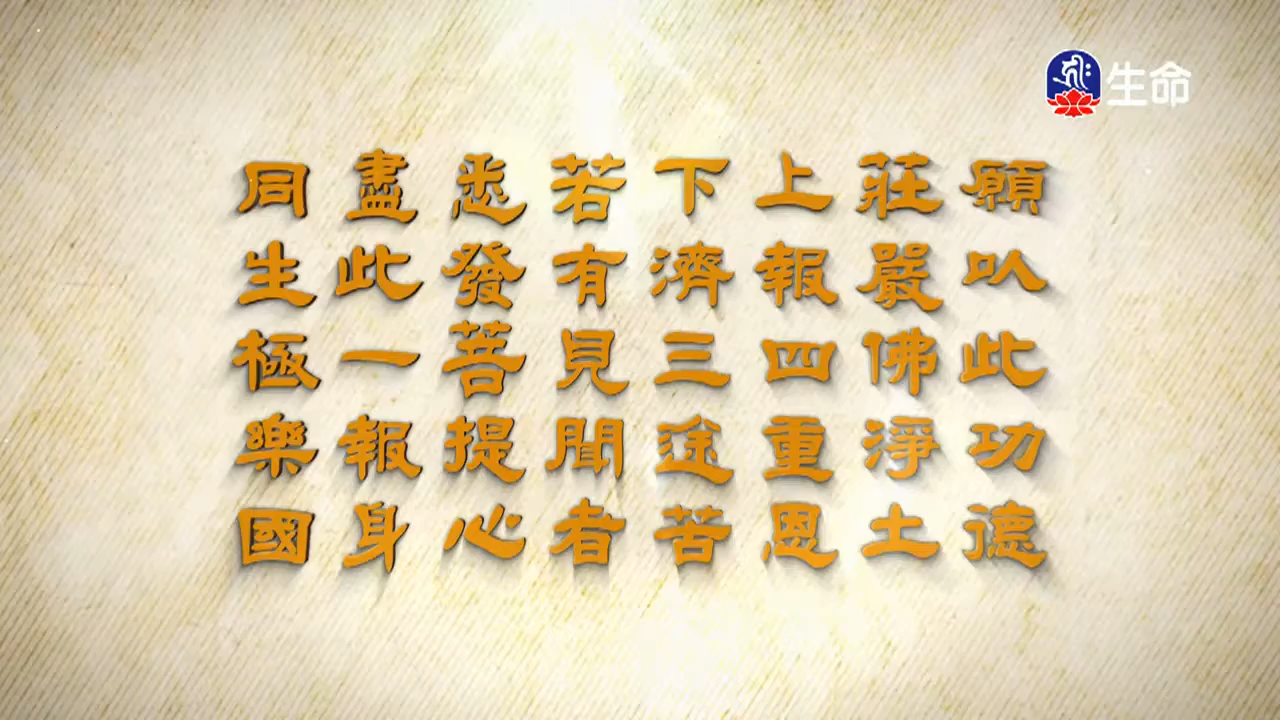 生命
願㕥此功德
莊嚴佛淨土
上報四重恩
下濟三途苦
若有見聞者
悉發菩提心
盡此一報身
同生極樂國